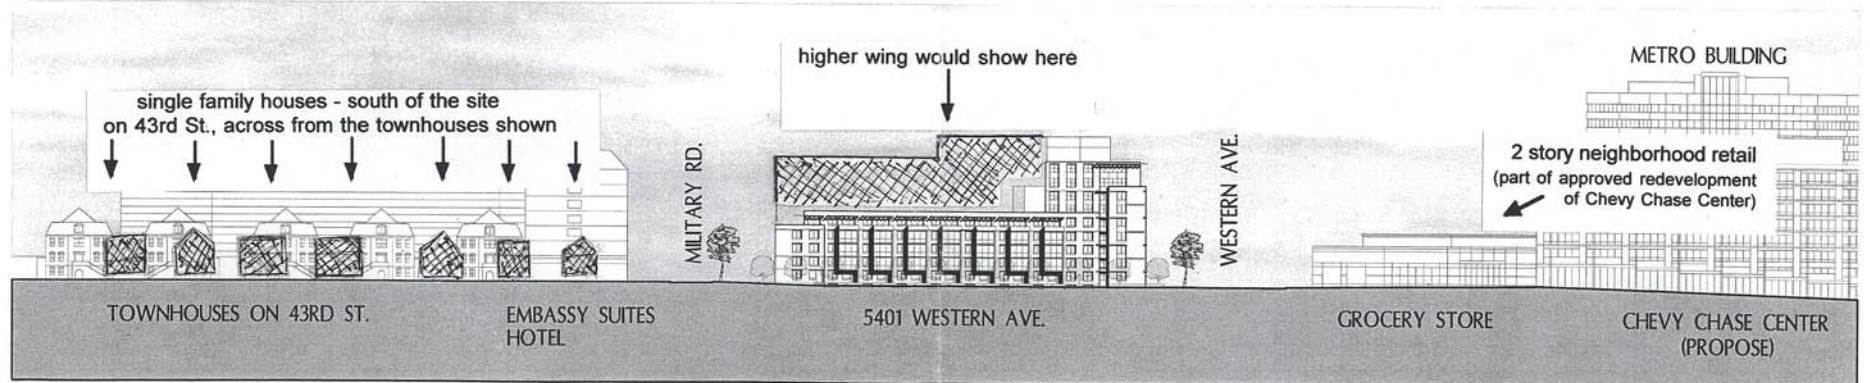 higher wing would show here
METRO BUILDING
single family houses - south of the site
on 43rd St., across from the townhouses shown
MILITARY RD.
WESTERN AVE.
2 story neighborhood retail
(part of approved redevelopment
of Chevy Chase Center)
TOWNHOUSES ON 43RD ST.
EMBASSY SUITES
HOTEL
5401 WESTERN AVE.
GROCERY STORE
CHEVY CHASE CENTER
(PROPOSE)